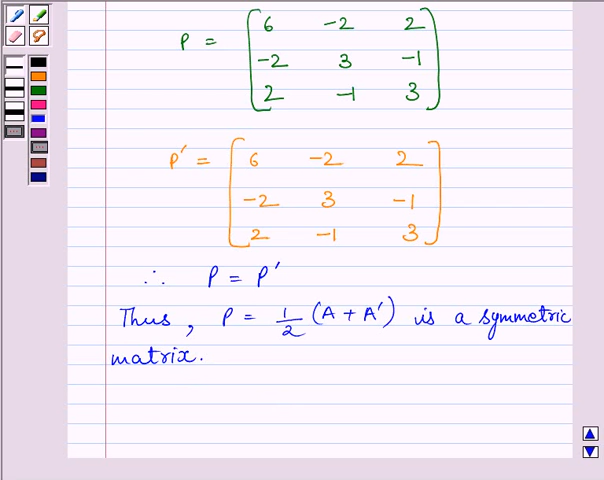 6 -2 2
P = -2 3 -1
2 -1 3
6 -2 2
P' = -2 3 -1
2 -1 3
∴ P = P'
Thus, P = 1/2 (A + A') is a symmetric
matrix.